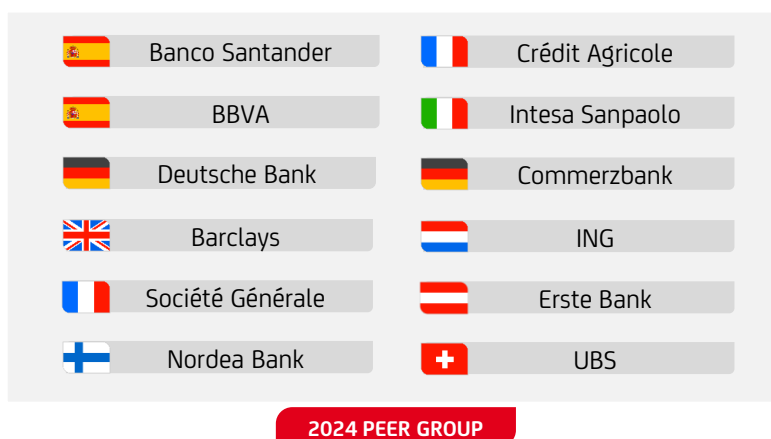 Banco Santander
Crédit Agricole
BBVA
Intesa Sanpaolo
Deutsche Bank
Commerzbank
Barclays
ING
Société Générale
Erste Bank
Nordea Bank
UBS
2024 PEER GROUP